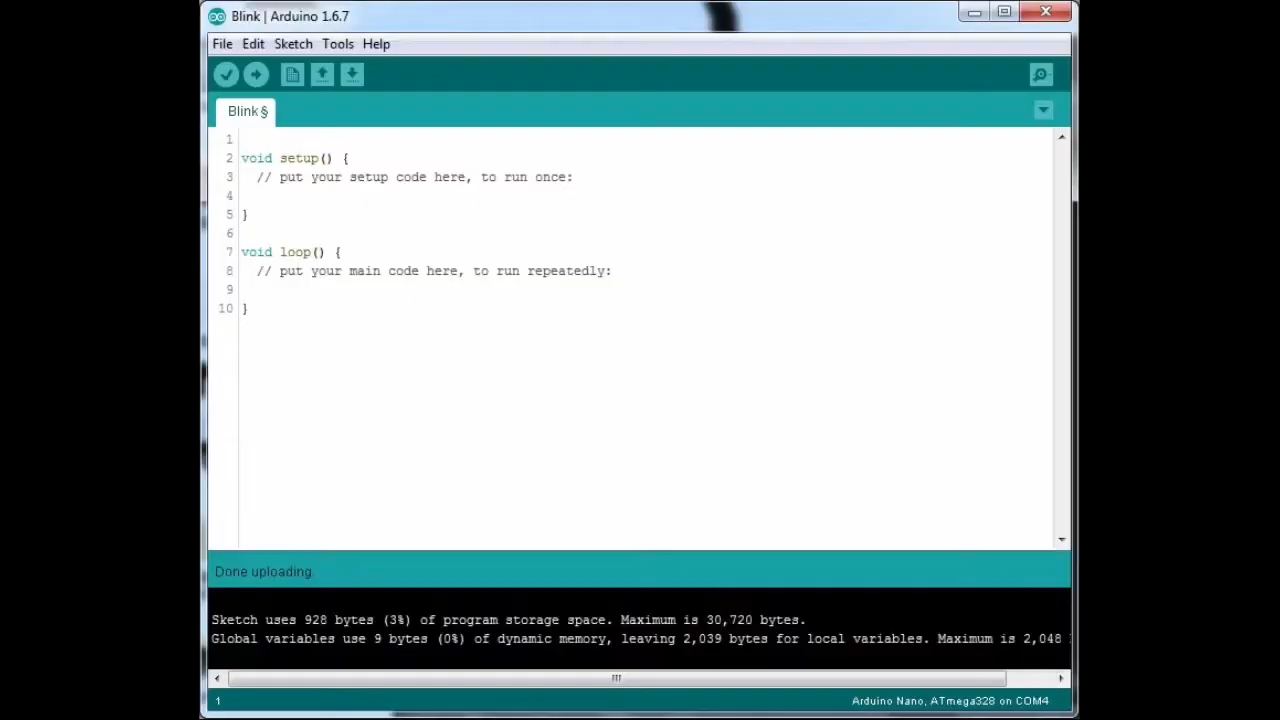 Blink | Arduino 1.6.7
File Edit Sketch Tools Help
Blink §
1
2 void setup() {
3 // put your setup code here, to run once:
4
5 }
6
7 void loop() {
8 // put your main code here, to run repeatedly:
9
10 }
Done uploading.
Sketch uses 928 bytes (3%) of program storage space. Maximum is 30,720 bytes.
Global variables use 9 bytes (0%) of dynamic memory, leaving 2,039 bytes for local variables. Maximum is 2,048
1 Arduino Nano, ATmega328 on COM4